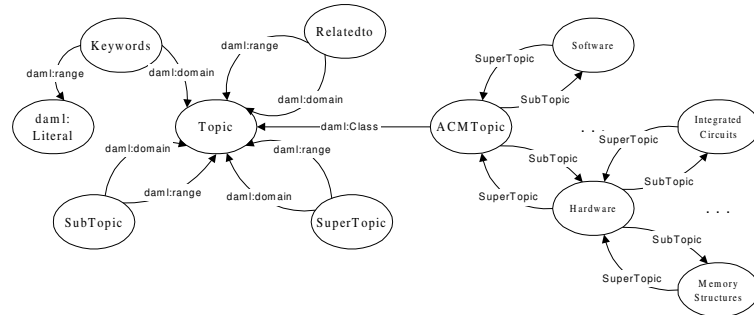 Keywords
Relatedto
Software
daml:range
daml:range
SuperTopic
daml:domain
SubTopic
daml:domain
daml:
Literal
Topic
daml:Class
ACMTopic
. . .
Integrated
Circuits
SuperTopic
daml:domain
daml:range
SubTopic
daml:range
daml:domain
SuperTopic
SubTopic
SubTopic
SuperTopic
Hardware
. . .
SubTopic
SuperTopic
Memory
Structures